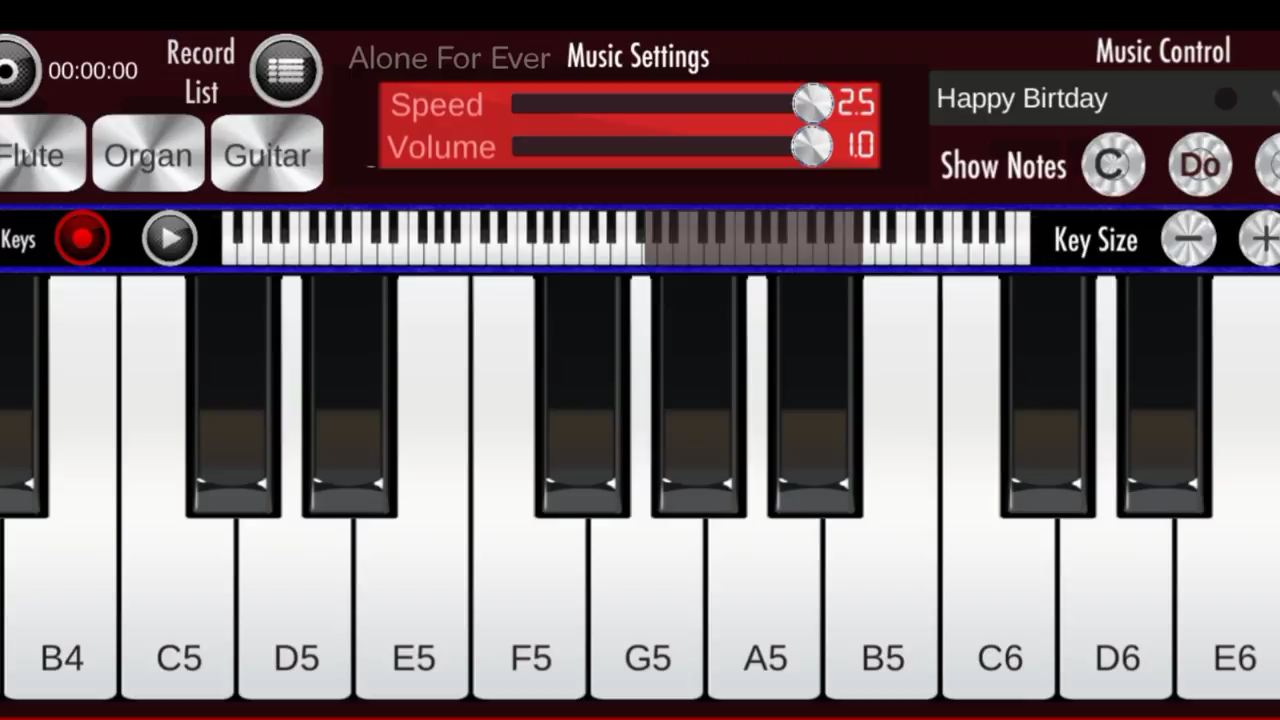 00:00:00
Record
List
Alone For Ever
Music Settings
Music Control
Speed 2.5
Volume 1.0
Happy Birtday
Flute
Organ
Guitar
Show Notes
C
Do
Keys
Key Size
B4 C5 D5 E5 F5 G5 A5 B5 C6 D6 E6